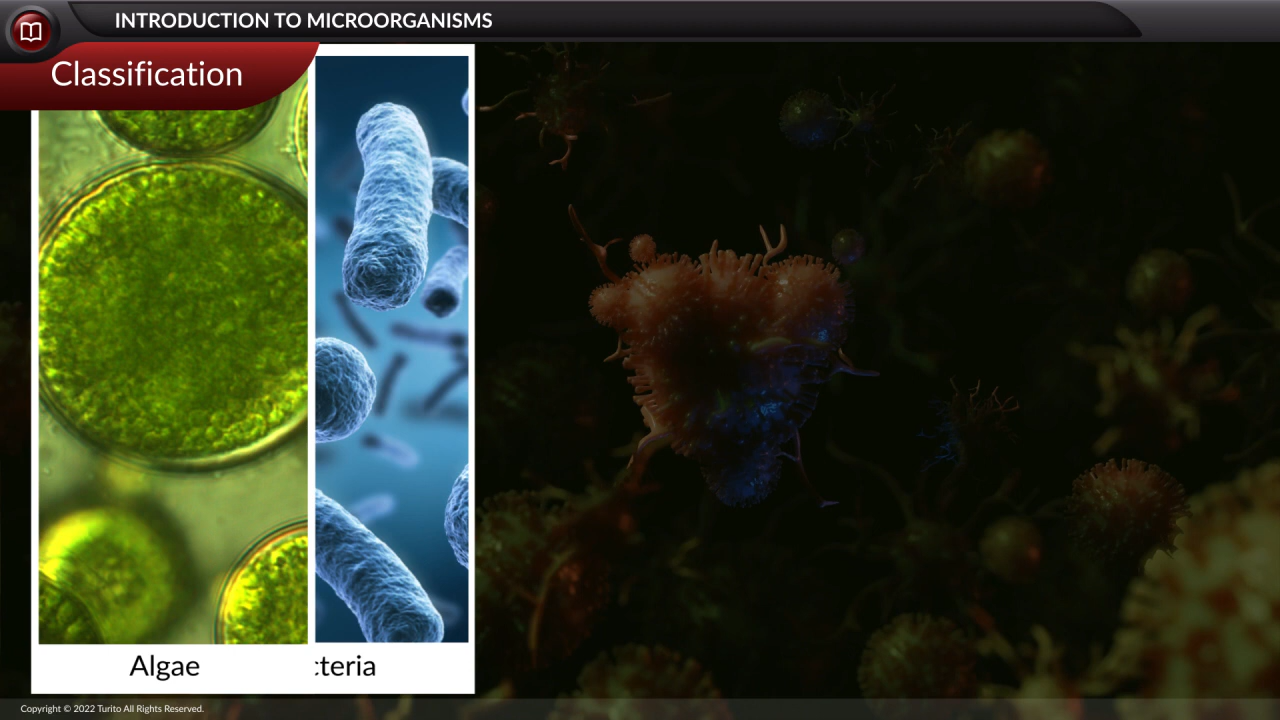 INTRODUCTION TO MICROORGANISMS
Classification
Algae
cteria
Copyright © 2022 Turito All Rights Reserved.